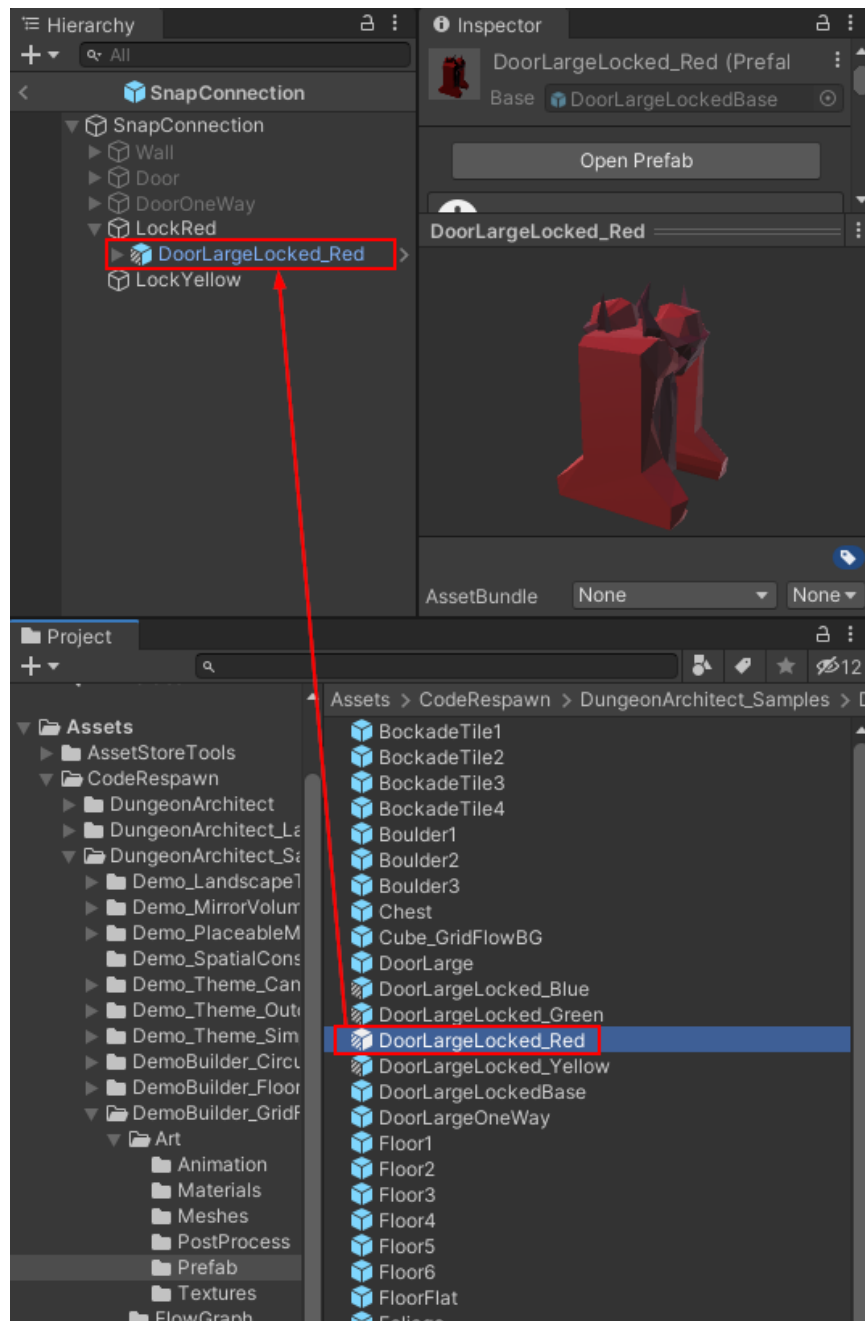 Hierarchy
All
SnapConnection
SnapConnection
Wall
Door
DoorOneWay
LockRed
DoorLargeLocked_Red
LockYellow
Inspector
DoorLargeLocked_Red (Prefal
Base DoorLargeLockedBase
Open Prefab
DoorLargeLocked_Red
AssetBundle None None
Project
12
Assets
AssetStoreTools
CodeRespawn
DungeonArchitect
DungeonArchitect_La
DungeonArchitect_Sa
Demo_LandscapeT
Demo_MirrorVolum
Demo_PlaceableM
Demo_SpatialCons
Demo_Theme_Can
Demo_Theme_Out
Demo_Theme_Sim
DemoBuilder_Circu
DemoBuilder_Floor
DemoBuilder_GridF
Art
Animation
Materials
Meshes
PostProcess
Prefab
Textures
FlowGraph
Assets > CodeRespawn > DungeonArchitect_Samples > D
BockadeTile1
BockadeTile2
BockadeTile3
BockadeTile4
Boulder1
Boulder2
Boulder3
Chest
Cube_GridFlowBG
DoorLarge
DoorLargeLocked_Blue
DoorLargeLocked_Green
DoorLargeLocked_Red
DoorLargeLocked_Yellow
DoorLargeLockedBase
DoorLargeOneWay
Floor1
Floor2
Floor3
Floor4
Floor5
Floor6
FloorFlat